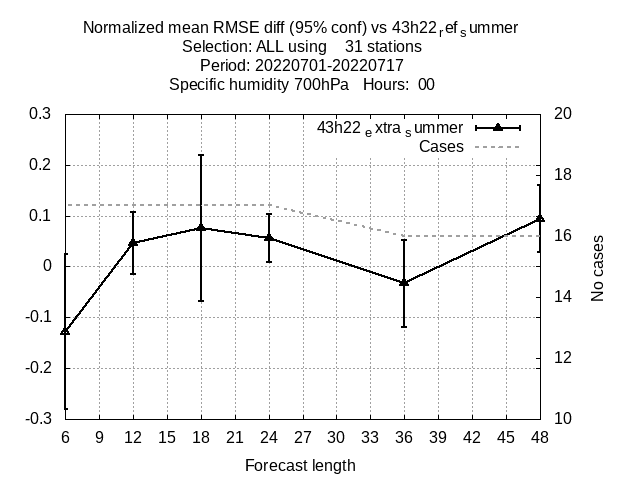 Normalized mean RMSE diff (95% conf) vs 43h22refsummer
Selection: ALL using 31 stations
Period: 20220701-20220717
Specific humidity 700hPa Hours: 00
0.3
0.2
0.1
0
-0.1
-0.2
-0.3
43h22 extrasummer
Cases
20
18
16
14
12
10
No cases
6 9 12 15 18 21 24 27 30 33 36 39 42 45 48
Forecast length